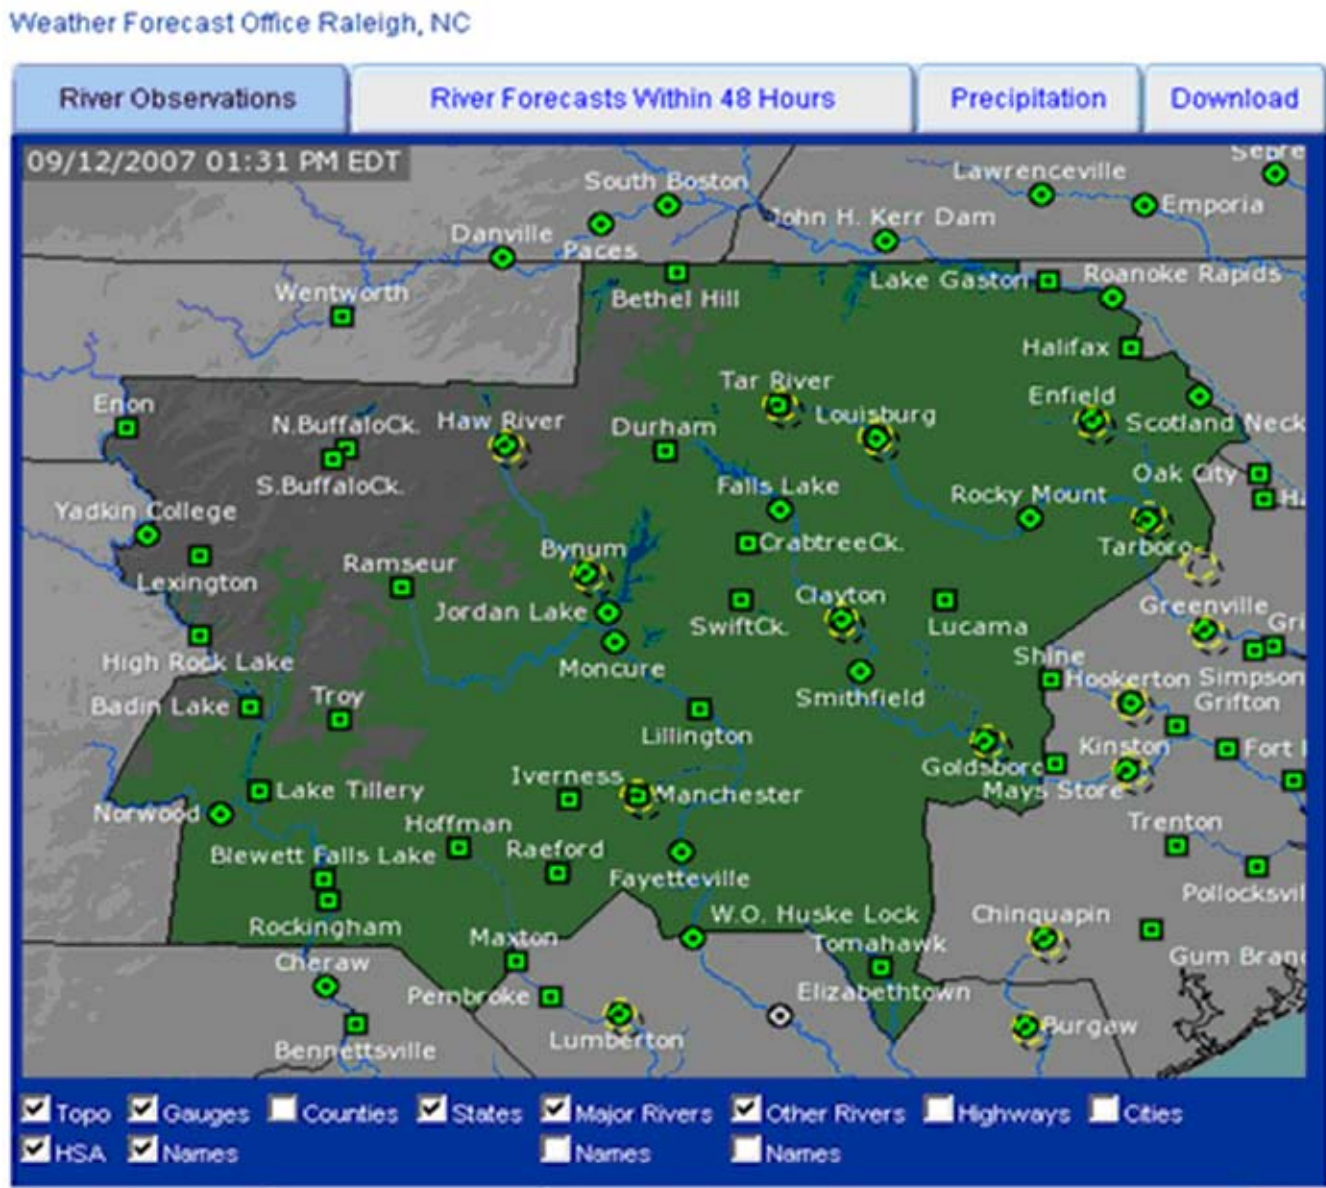 Weather Forecast Office Raleigh, NC
River Observations
River Forecasts Within 48 Hours
Precipitation
Download
09/12/2007 01:31 PM EDT
South Boston
Lawrenceville
Emporia
John H. Kerr Dam
Danville
Paces
Wentworth
Bethel Hill
Lake Gaston
Roanoke Rapids
Halifax
Tar River
Enfield
Enon
N.BuffaloCk.
Haw River
Durham
Louisburg
Scotland Neck
S.BuffaloCk.
Falls Lake
Rocky Mount
Oak City
Yadkin College
CrabtreeCk.
Tarboro
Bynum
Lexington
Ramseur
Clayton
Greenville
Jordan Lake
SwiftCk.
Lucama
High Rock Lake
Moncure
Shine
Hookerton
Simpson
Badin Lake
Troy
Smithfield
Grifton
Lillington
Kinston
Goldsboro
Iverness
Manchester
Mays Store
Lake Tillery
Norwood
Hoffman
Trenton
Blewett Falls Lake
Raeford
Fayetteville
Rockingham
W.O. Huske Lock
Chinquapin
Maxton
Tomahawk
Cheraw
Pembroke
Elizabethtown
Lumberton
Burgaw
Bennettsville
Topo
Gauges
Counties
States
Major Rivers
Other Rivers
Highways
Cities
HSA
Names
Names
Names